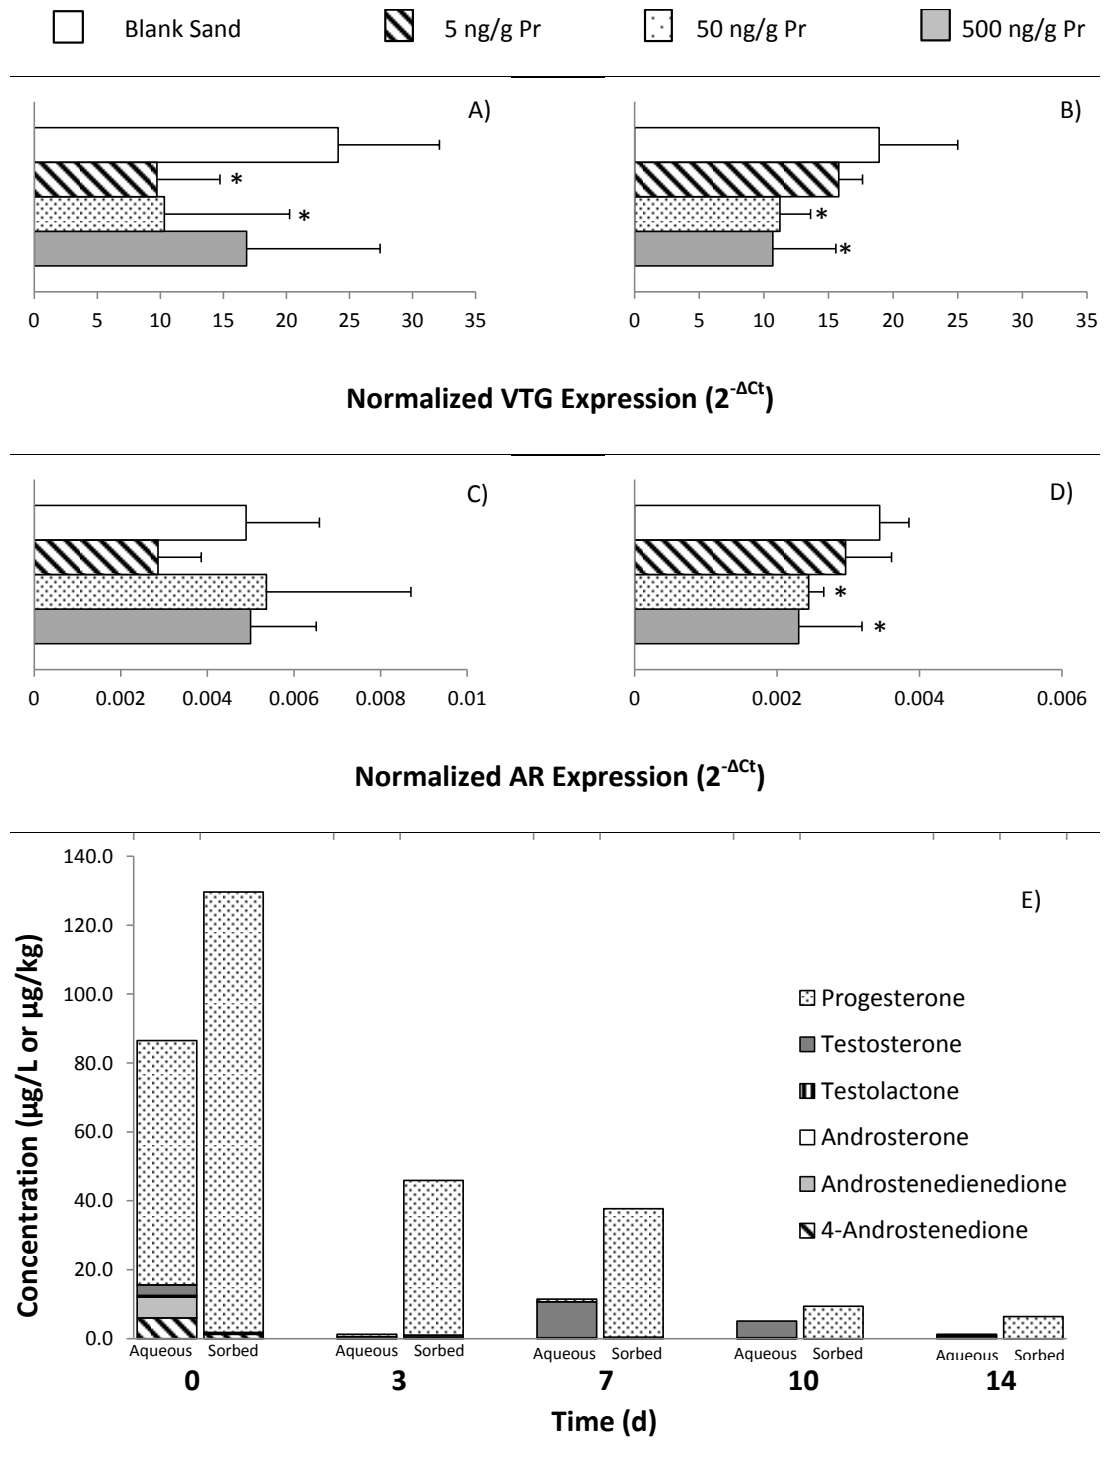 Blank Sand 5 ng/g Pr 50 ng/g Pr 500 ng/g Pr
A) B)
*
*
*
*
0 5 10 15 20 25 30 35 0 5 10 15 20 25 30 35
Normalized VTG Expression (2^-ΔCt)
C) D)
*
*
0 0.002 0.004 0.006 0.008 0.01 0 0.002 0.004 0.006
Normalized AR Expression (2^-ΔCt)
E)
Concentration (µg/L or µg/kg)
140.0
120.0
100.0
80.0
60.0
40.0
20.0
0.0
Progesterone
Testosterone
Testolactone
Androsterone
Androstenedienedione
4-Androstenedione
Aqueous Sorbed Aqueous Sorbed Aqueous Sorbed Aqueous Sorbed Aqueous Sorbed
0 3 7 10 14
Time (d)